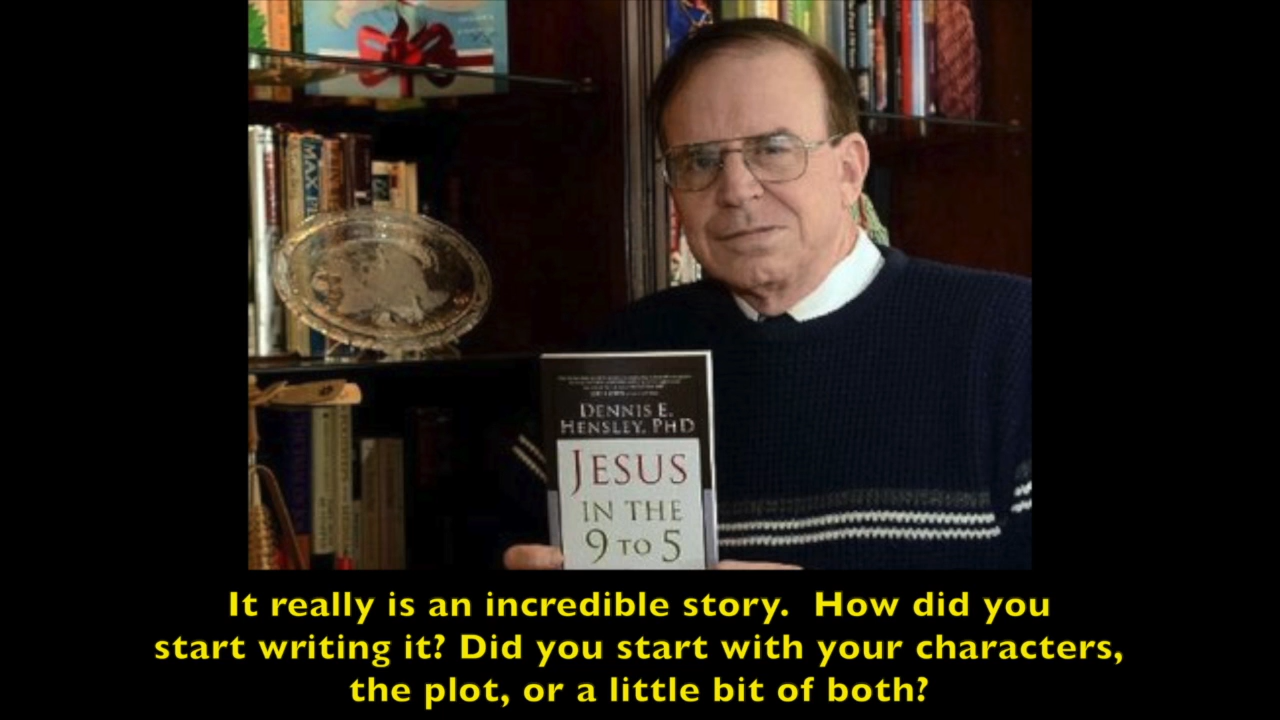 MAX
DENNIS E.
HENSLEY, PHD
JESUS
IN THE
9 TO 5
It really is an incredible story.  How did you
start writing it? Did you start with your characters,
the plot, or a little bit of both?